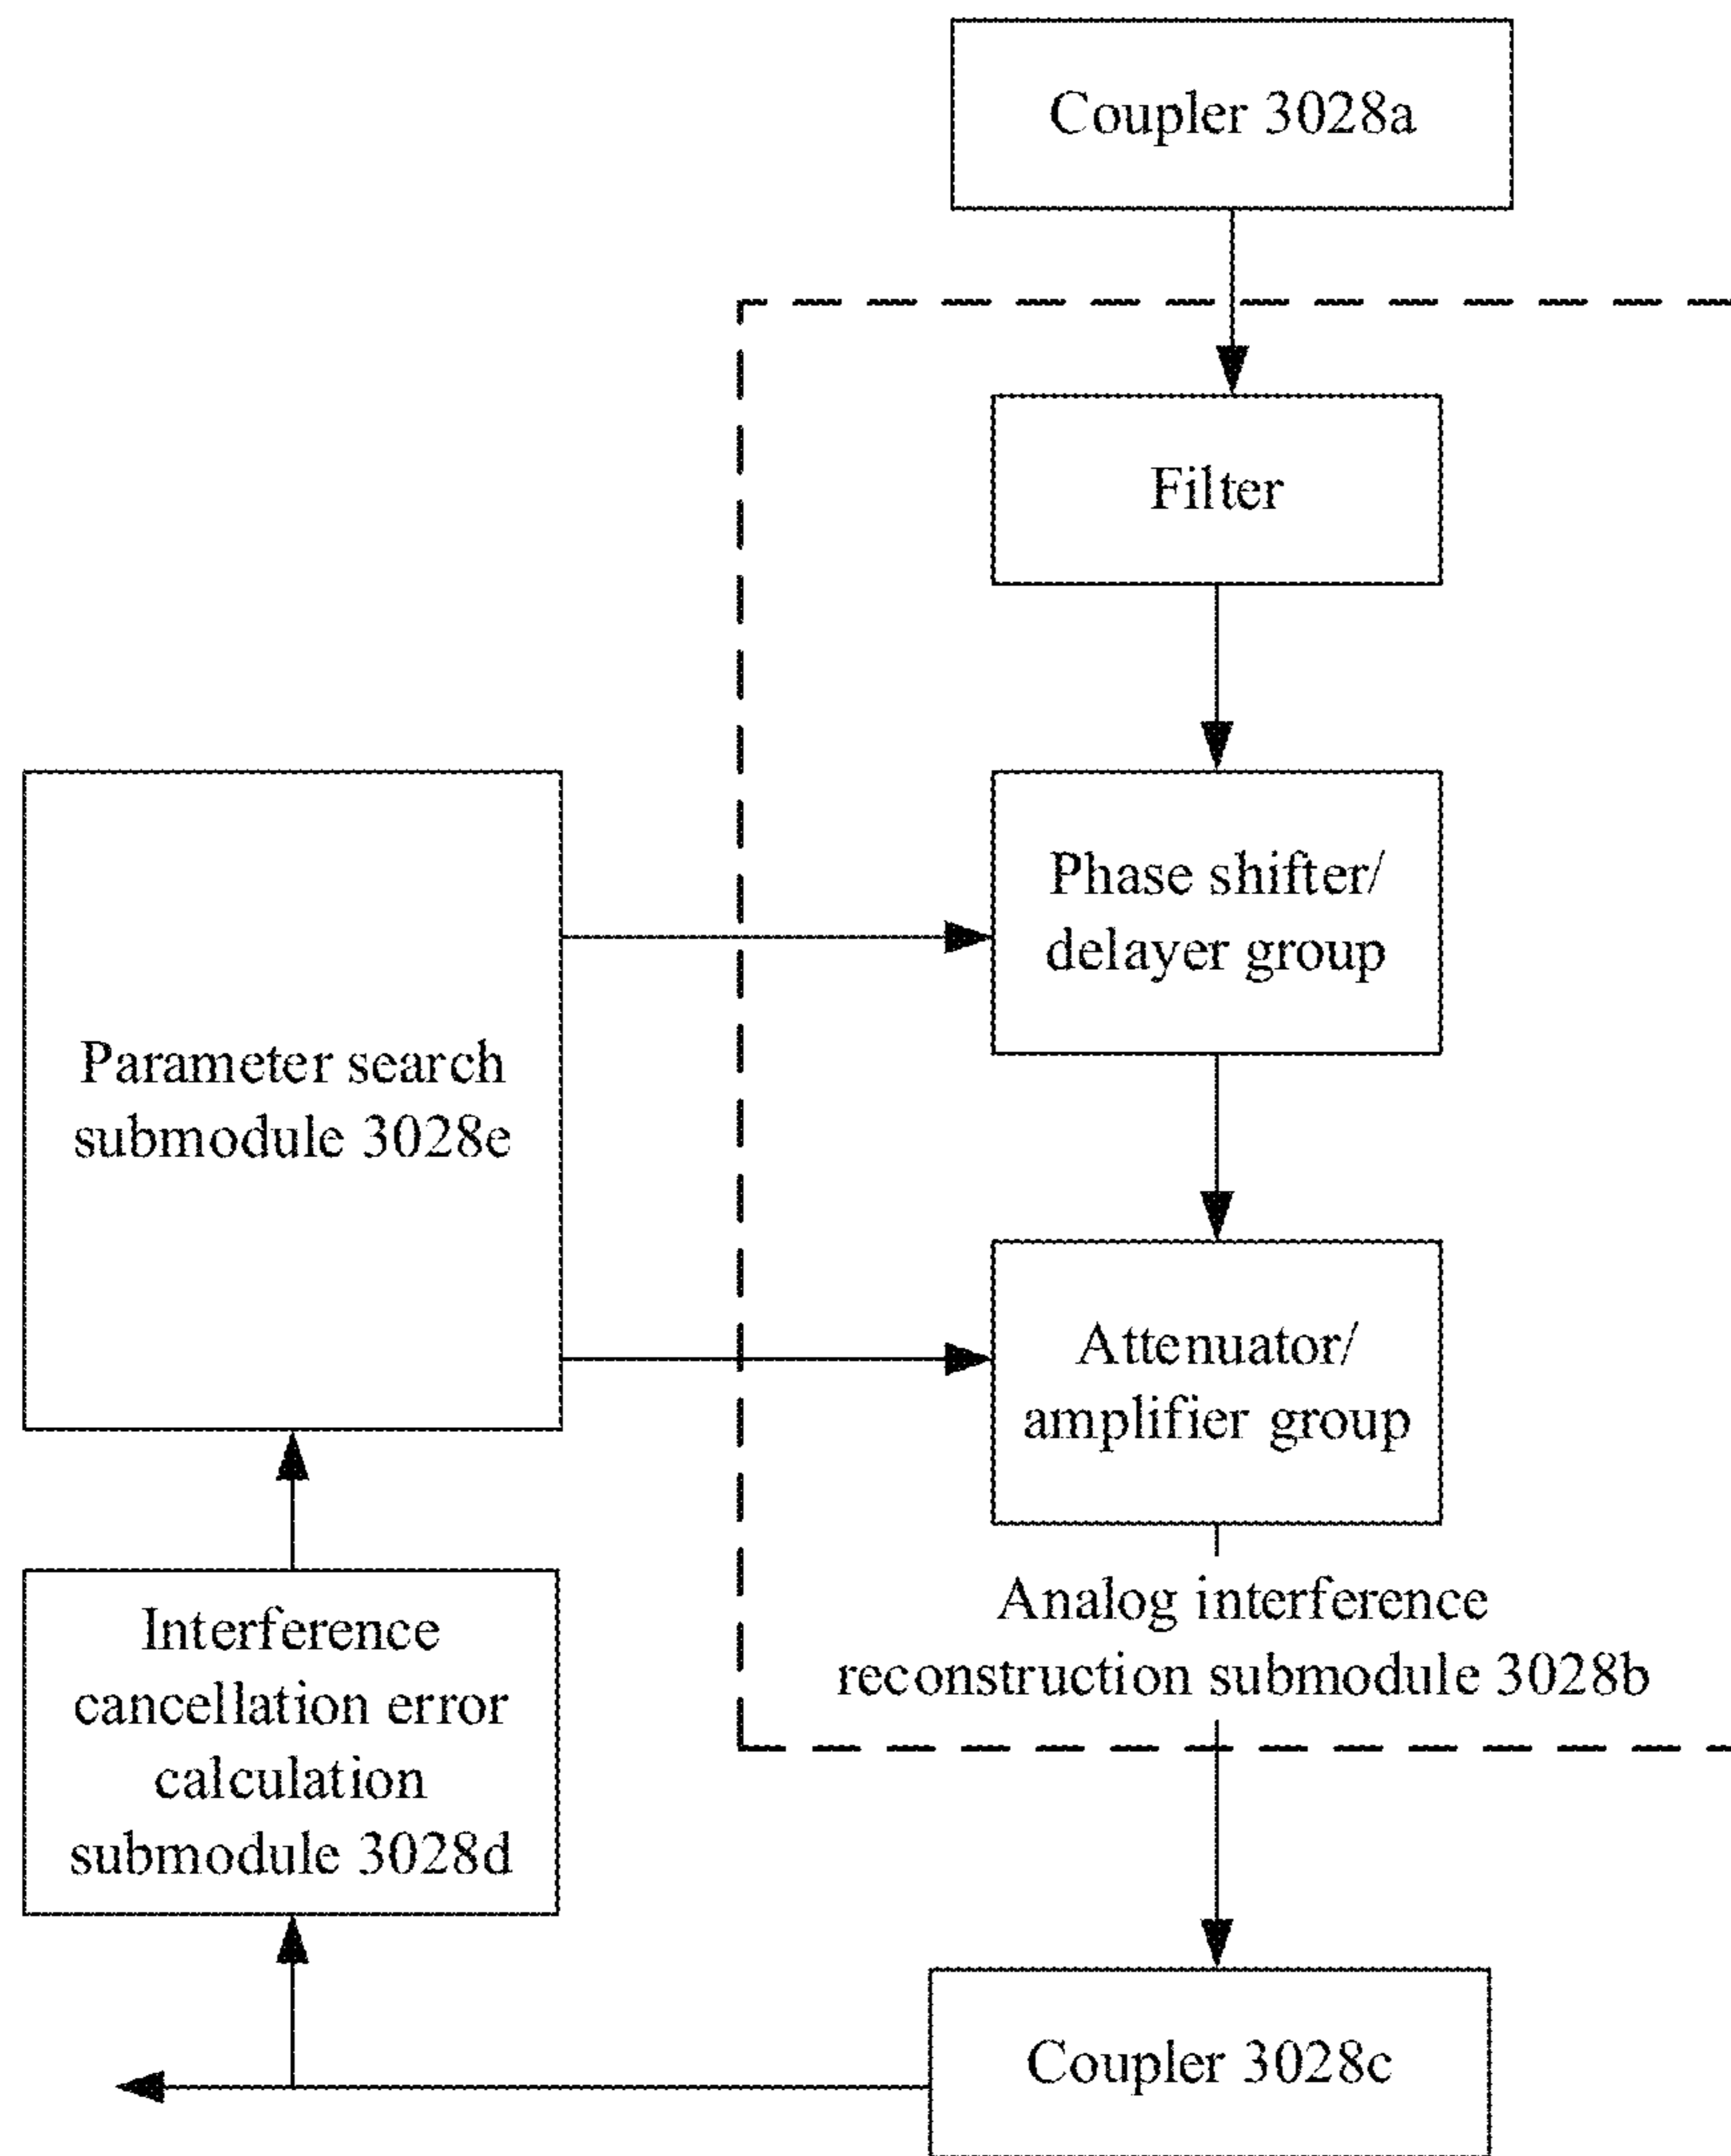 Coupler 3028a
Filter
Phase shifter/
delayer group
Parameter search
submodule 3028e
Attenuator/
amplifier group
Analog interference
reconstruction submodule 3028b
Interference
cancellation error
calculation
submodule 3028d
Coupler 3028c